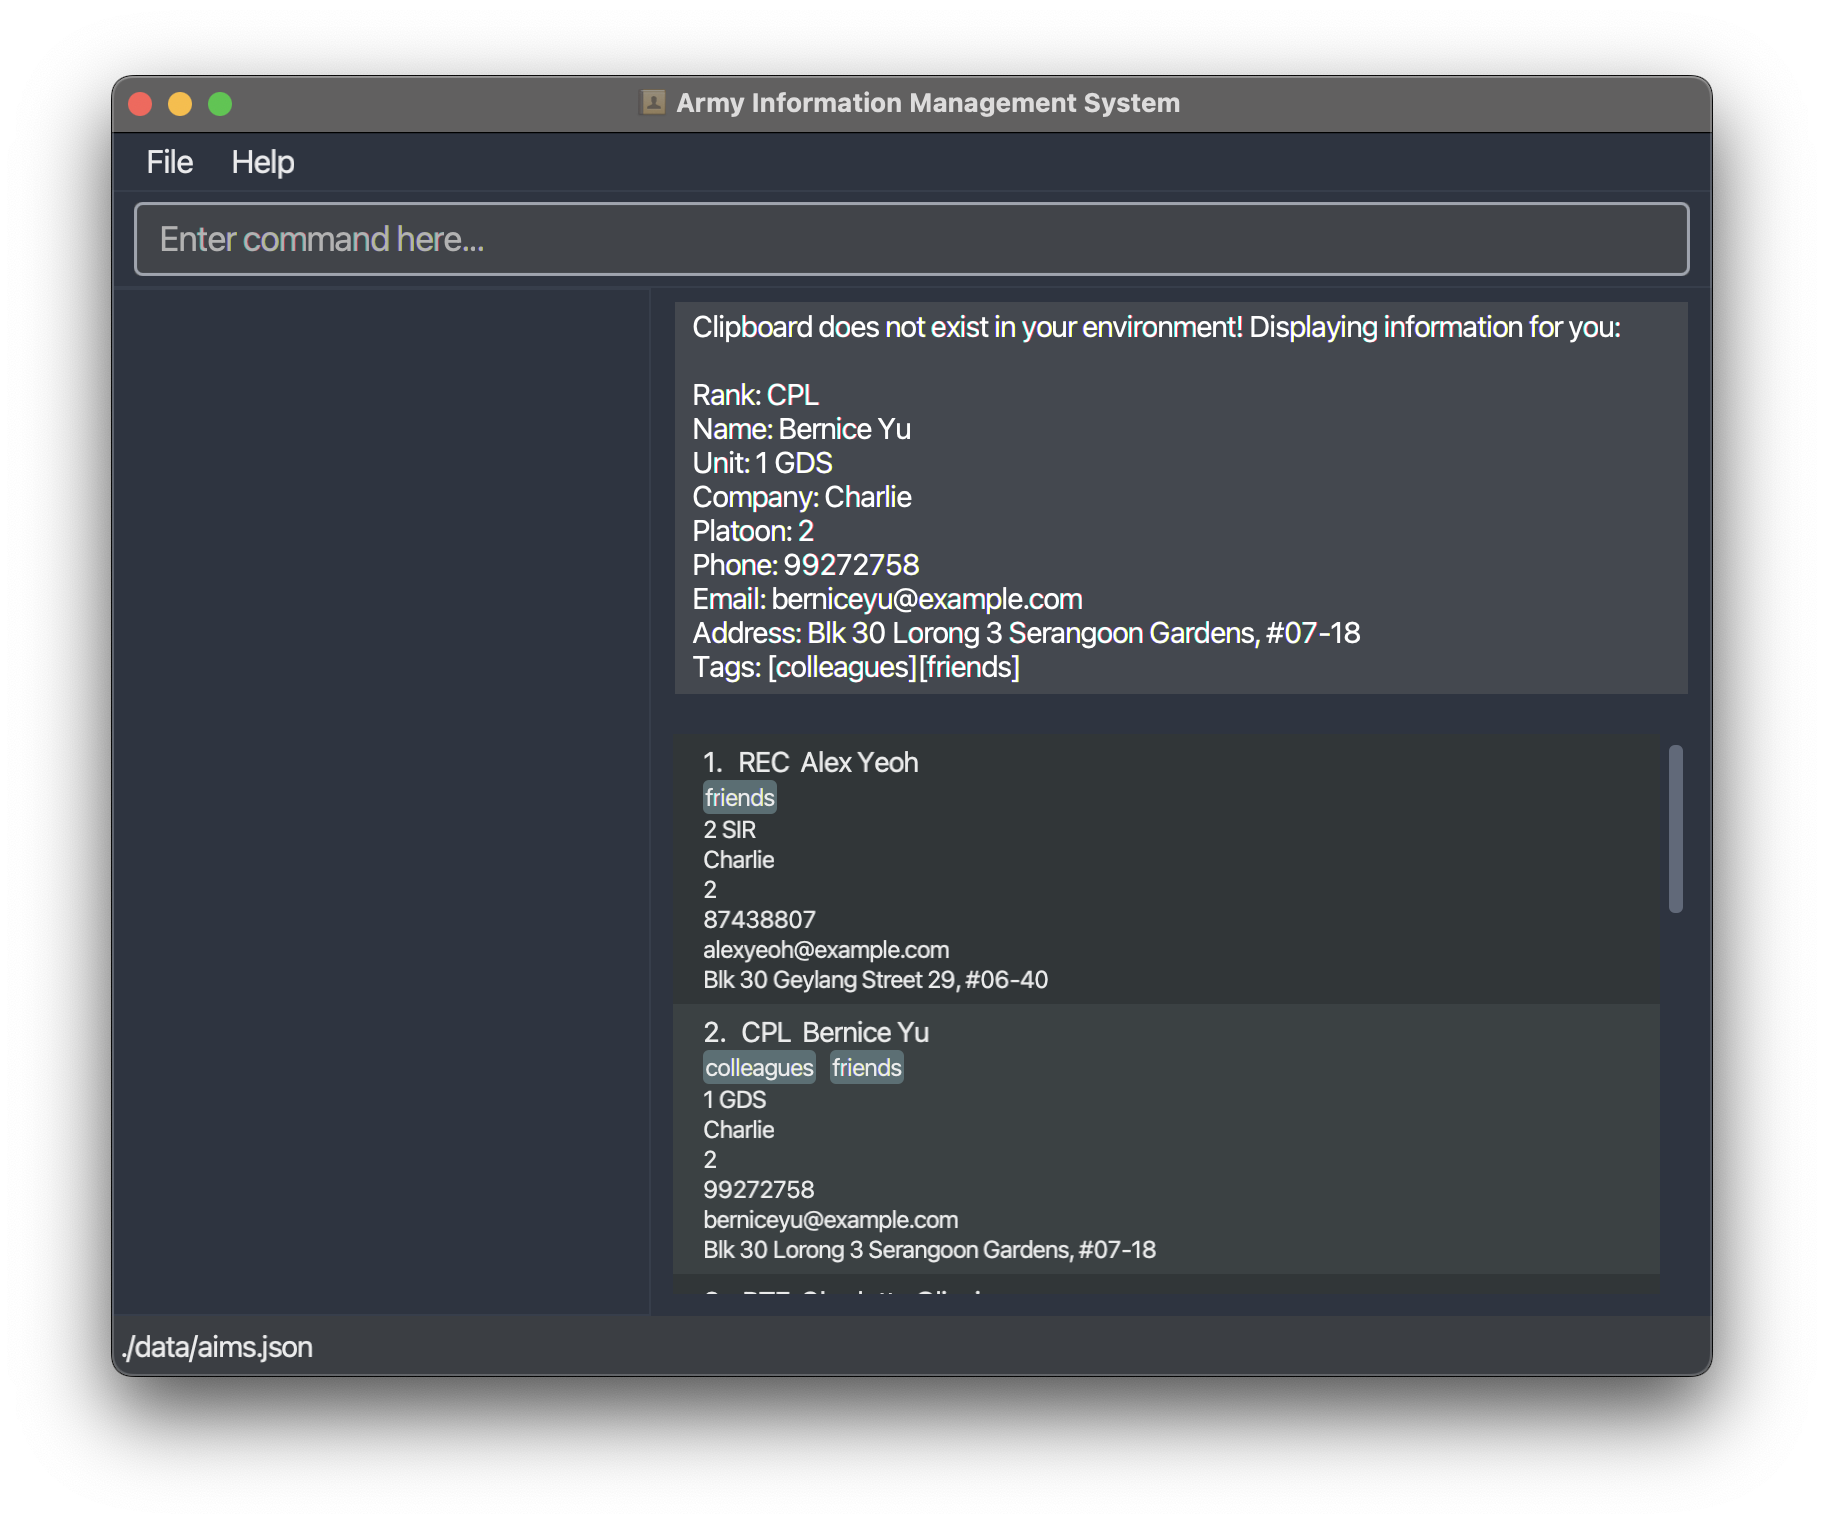 Army Information Management System
File Help
Enter command here...
Clipboard does not exist in your environment! Displaying information for you:
Rank: CPL
Name: Bernice Yu
Unit: 1 GDS
Company: Charlie
Platoon: 2
Phone: 99272758
Email: berniceyu@example.com
Address: Blk 30 Lorong 3 Serangoon Gardens, #07-18
Tags: [colleagues][friends]
1. REC Alex Yeoh
friends
2 SIR
Charlie
2
87438807
alexyeoh@example.com
Blk 30 Geylang Street 29, #06-40
2. CPL Bernice Yu
colleagues friends
1 GDS
Charlie
2
99272758
berniceyu@example.com
Blk 30 Lorong 3 Serangoon Gardens, #07-18
./data/aims.json